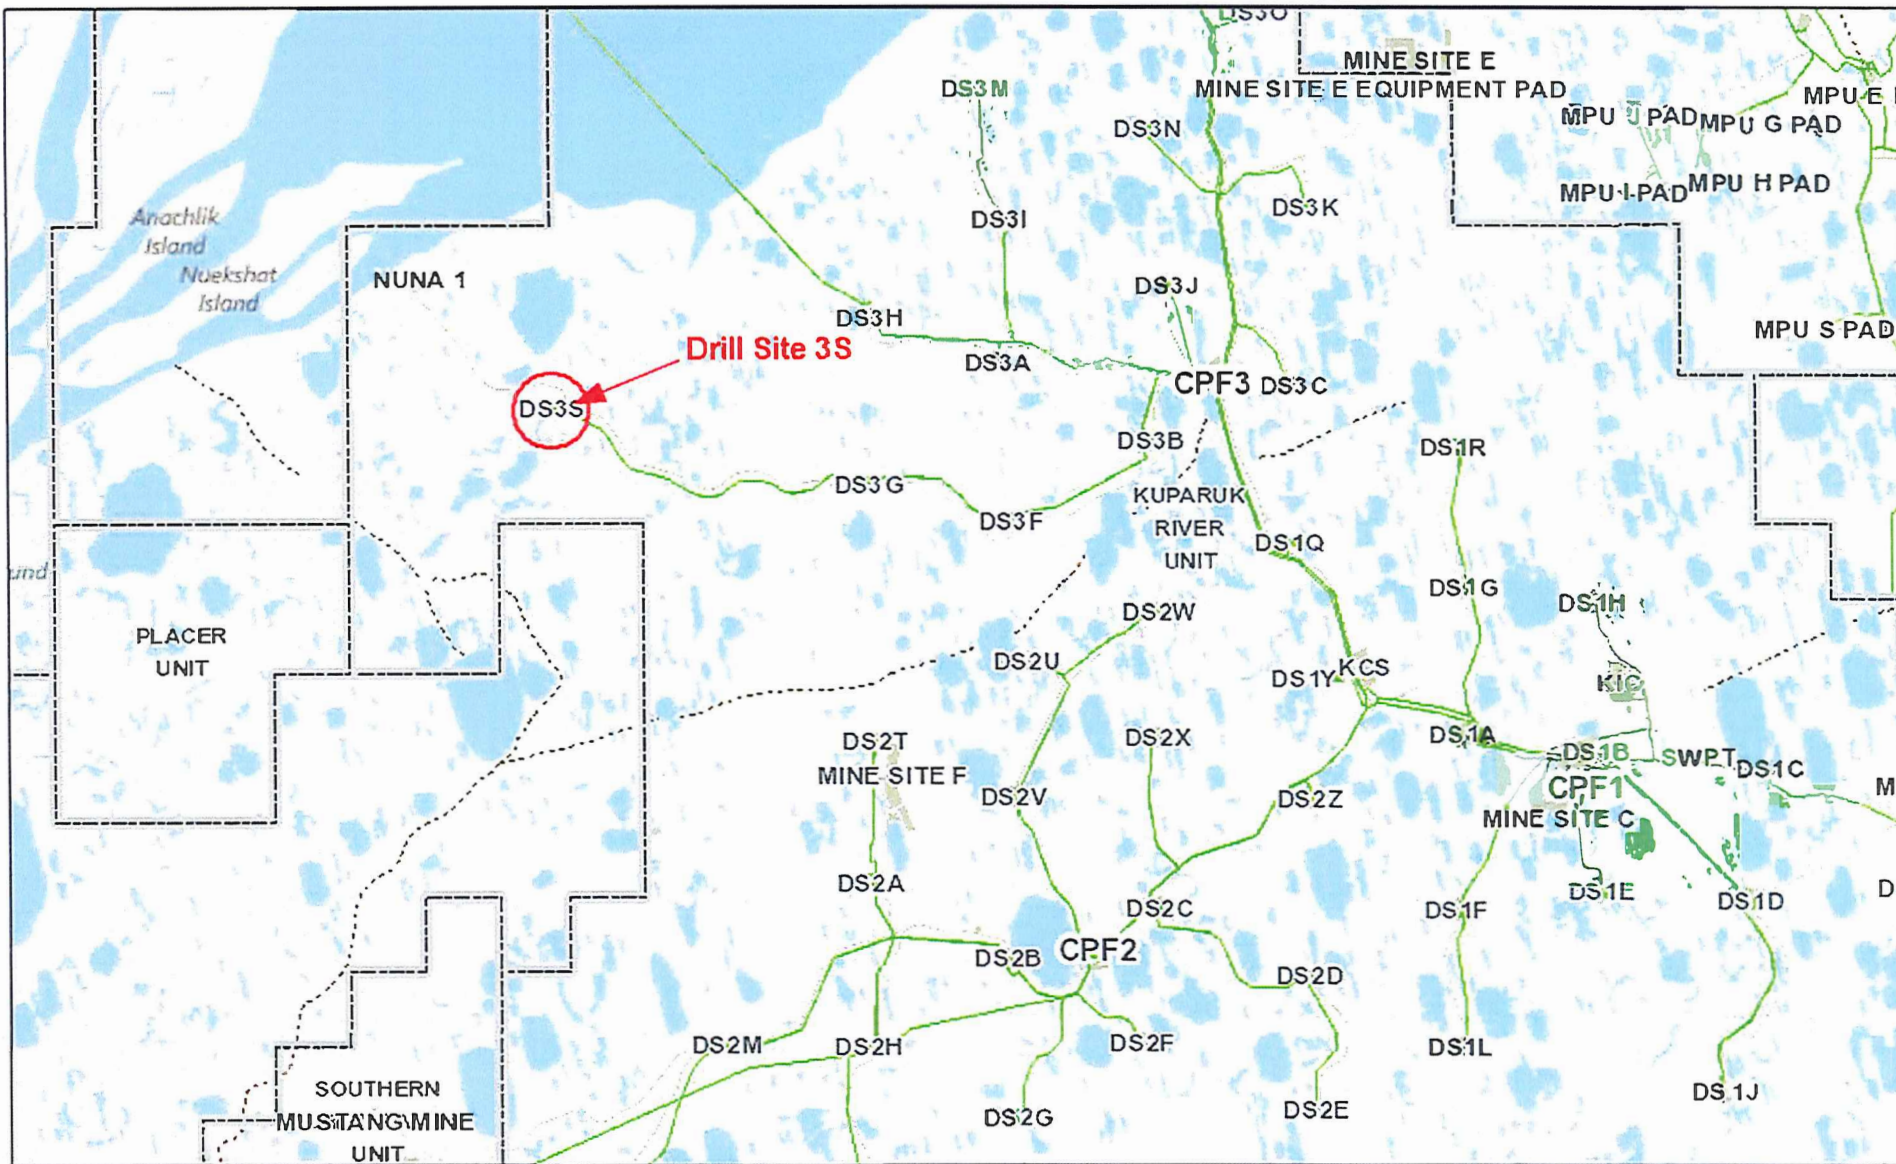 DS3O
MINE SITE E
MINE SITE E EQUIPMENT PAD
DS3M
MPU E
DS3N
MPU J PAD
MPU G PAD
MPU I PAD
MPU H PAD
DS3K
Anachlik
Island
DS3I
Nuekshat
Island
NUNA 1
DS3J
DS3H
MPU S PAD
Drill Site 3S
DS3A
CPF3
DS3C
DS3S
DS3B
DS1R
DS3G
KUPARUK
RIVER
UNIT
DS3F
DS1Q
und
DS1G
DS1H
DS2W
PLACER
UNIT
DS2U
DS1Y
KCS
KIC
DS2T
DS2X
DS1A
DS1B
SWPT
DS1C
MINE SITE F
DS2V
DS2Z
CPF1
M
MINE SITE C
DS2A
DS1E
D
DS2C
DS1F
DS1D
CPF2
DS2B
DS2D
DS2M
DS2H
DS2F
DS1L
SOUTHERN
MUSTANG MINE
UNIT
DS1J
DS2G
DS2E